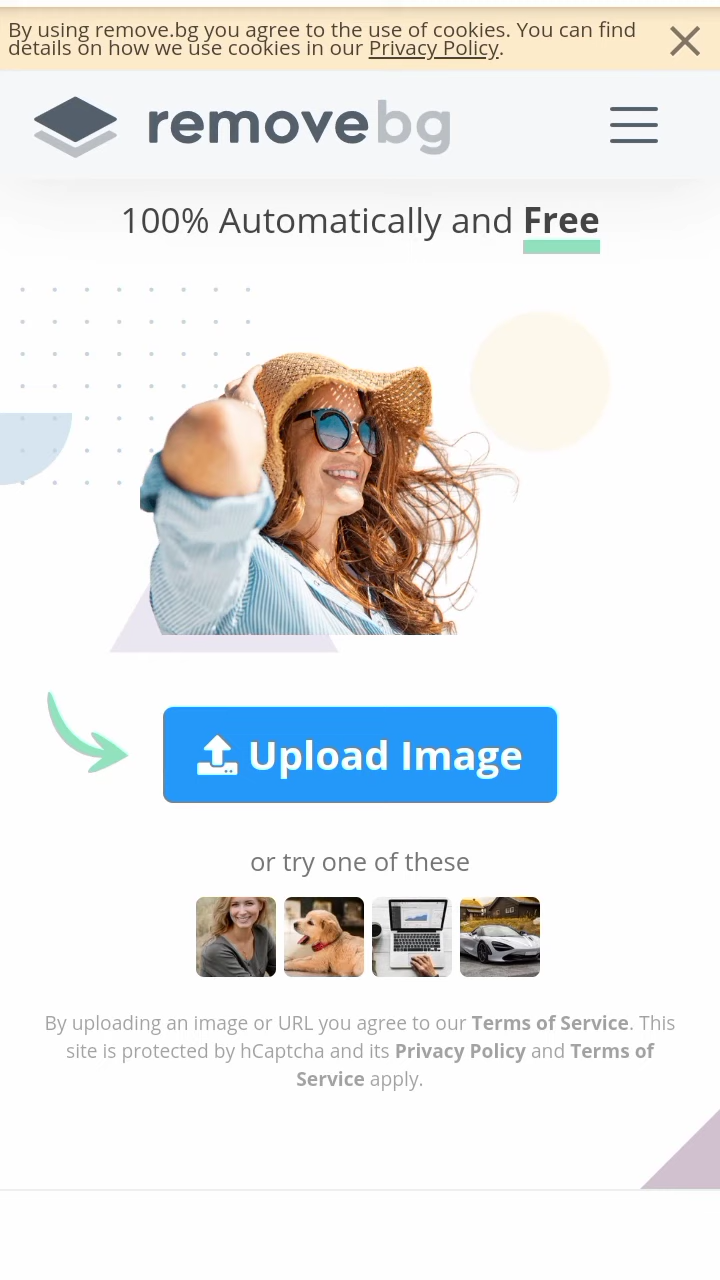 By using remove.bg you agree to the use of cookies. You can find
details on how we use cookies in our Privacy Policy.
removebg
100% Automatically and Free
Upload Image
or try one of these
By uploading an image or URL you agree to our Terms of Service. This
site is protected by hCaptcha and its Privacy Policy and Terms of
Service apply.